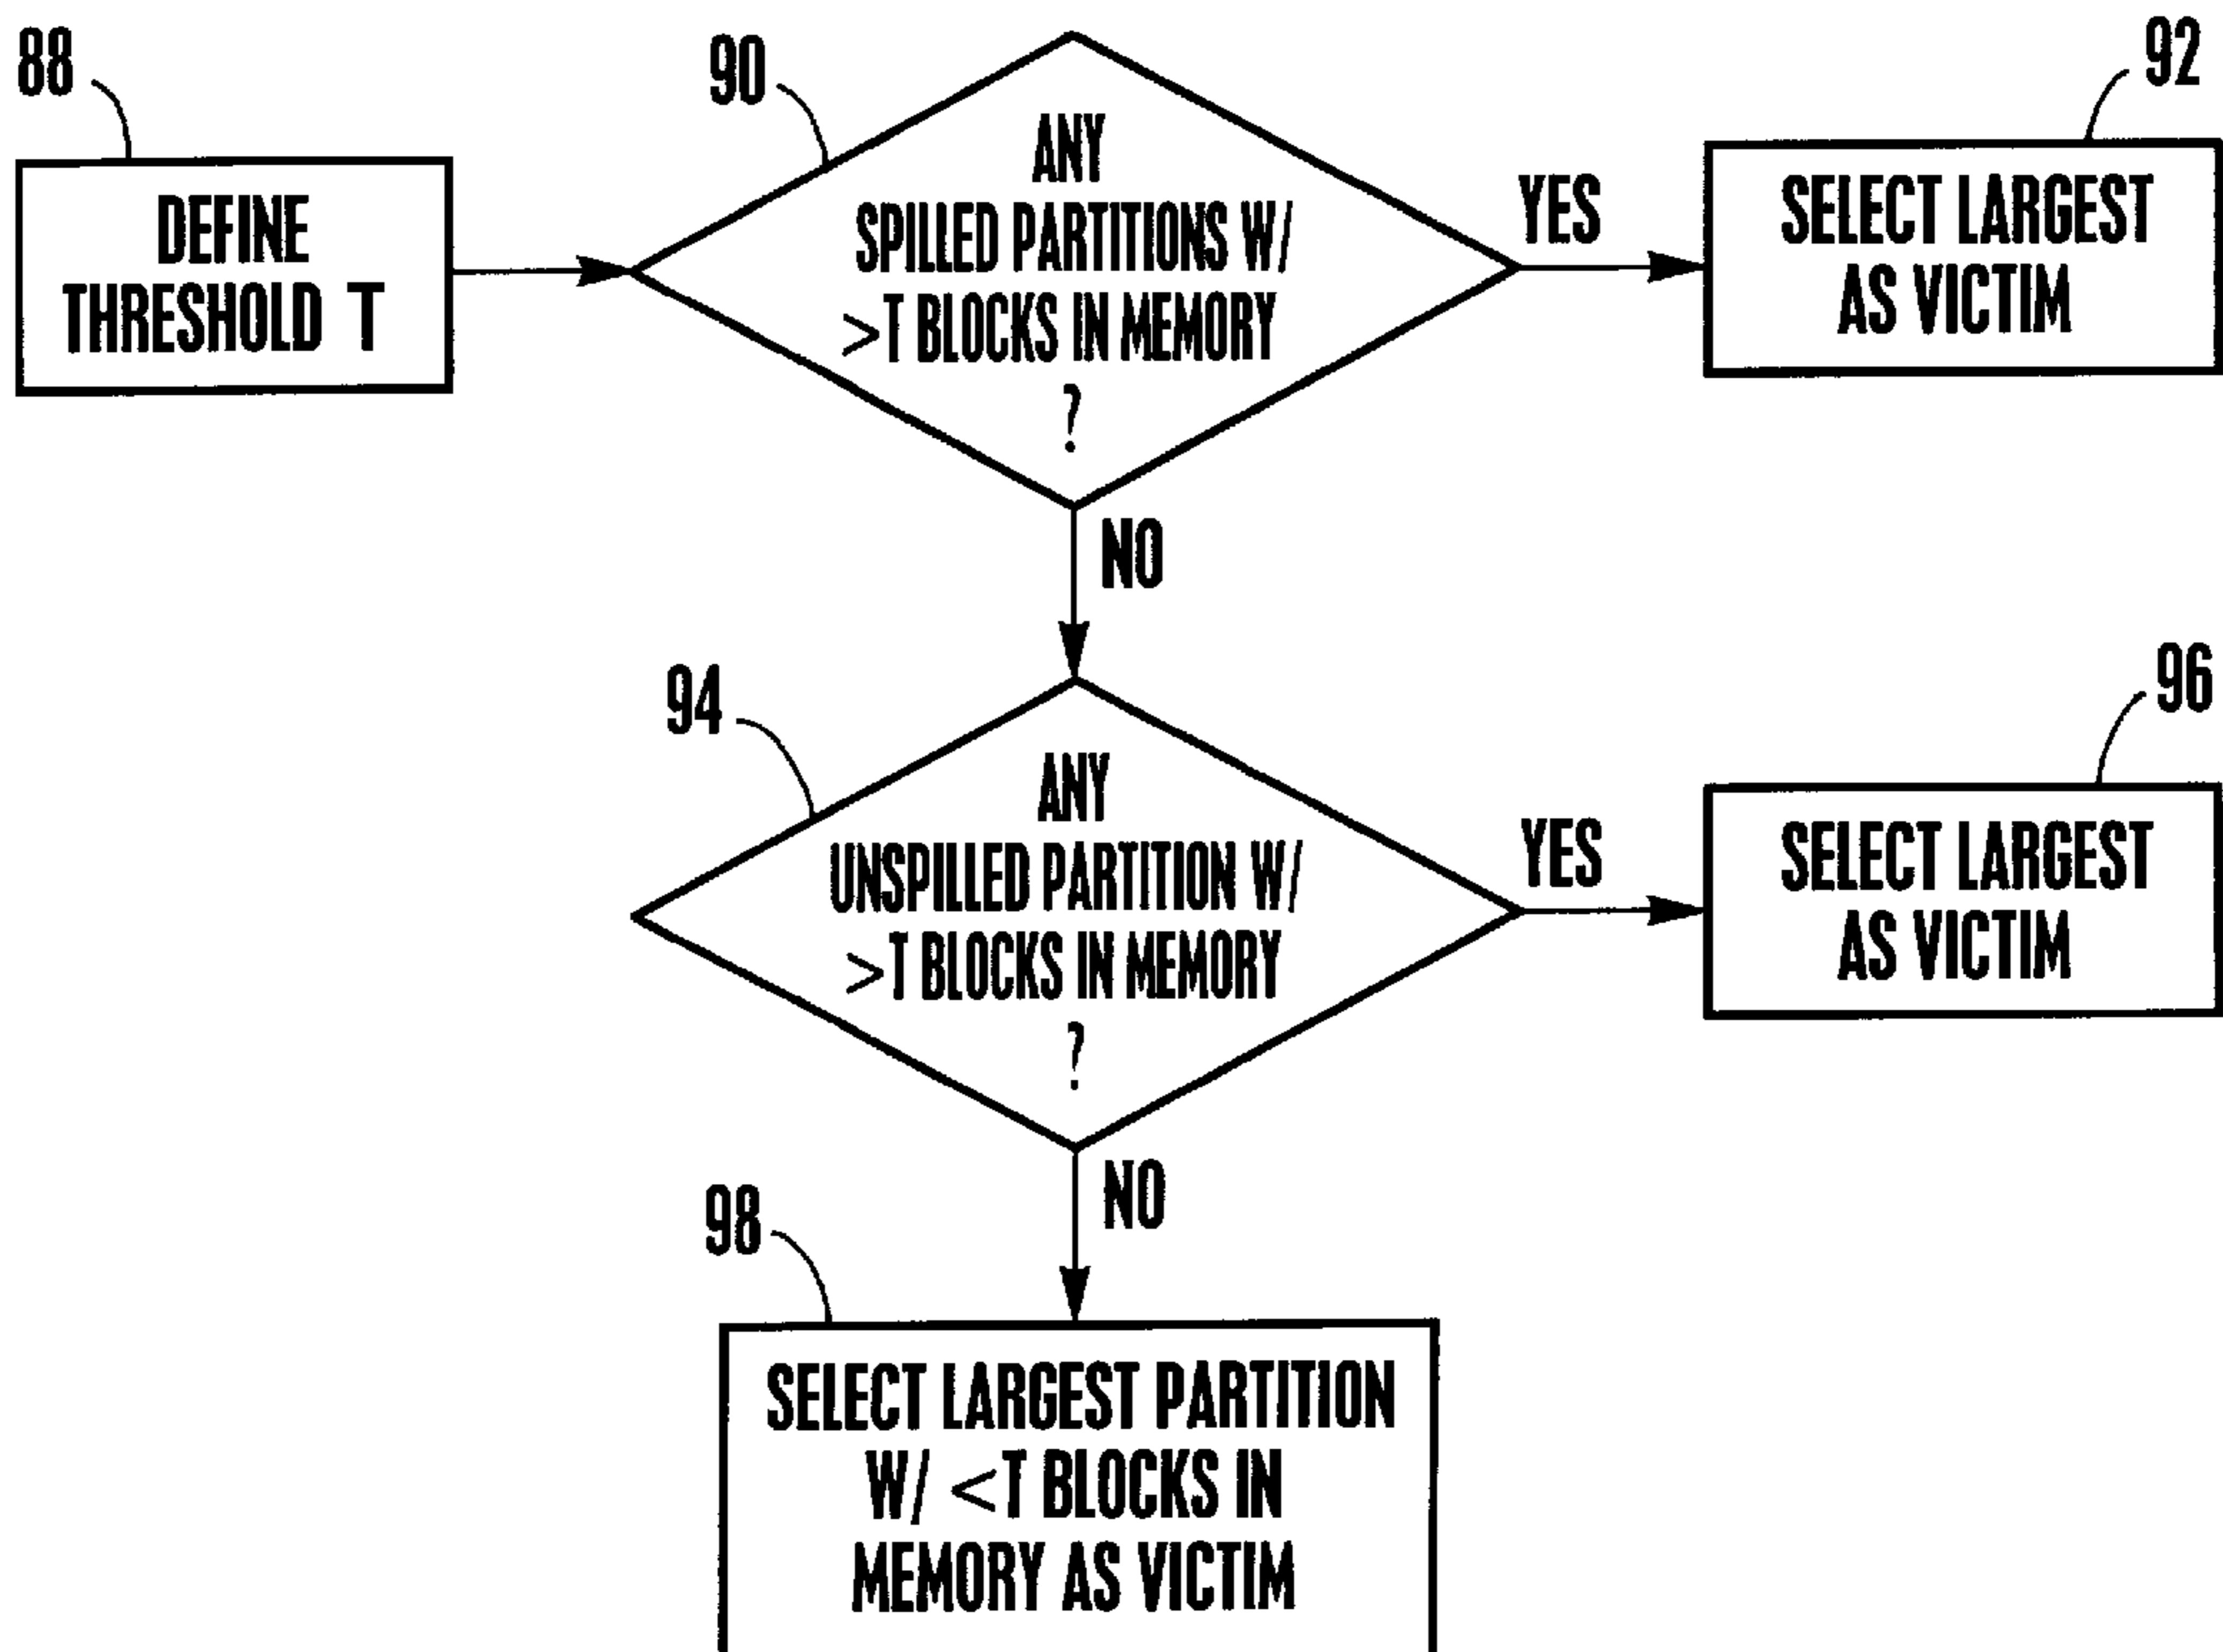 88
DEFINE
THRESHOLD T
90
ANY
SPILLED PARTITIONS W/
>T BLOCKS IN MEMORY
?
YES
92
SELECT LARGEST
AS VICTIM
NO
94
ANY
UNSPILLED PARTITION W/
>T BLOCKS IN MEMORY
?
YES
96
SELECT LARGEST
AS VICTIM
NO
98
SELECT LARGEST PARTITION
W/ <T BLOCKS IN
MEMORY AS VICTIM